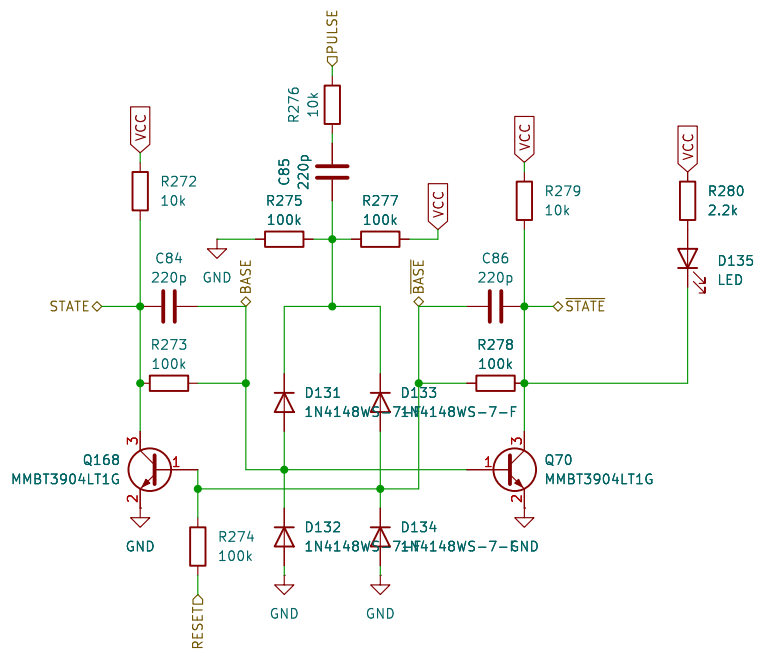 PULSE
R276
10k
VCC
VCC
VCC
C85
220p
R272
10k
R275
100k
R277
100k
VCC
R279
10k
R280
2.2k
GND
C84
220p
BASE
BASE
C86
220p
D135
LED
STATE
STATE
R273
100k
R278
100k
D131
1N4148WS-7-F
D133
1N4148WS-7-F
3
Q168
MMBT3904LT1G
1
2
GND
3
1
Q70
MMBT3904LT1G
2
GND
R274
100k
D132
1N4148WS-7-F
D134
1N4148WS-7-F
GND
GND
RESET